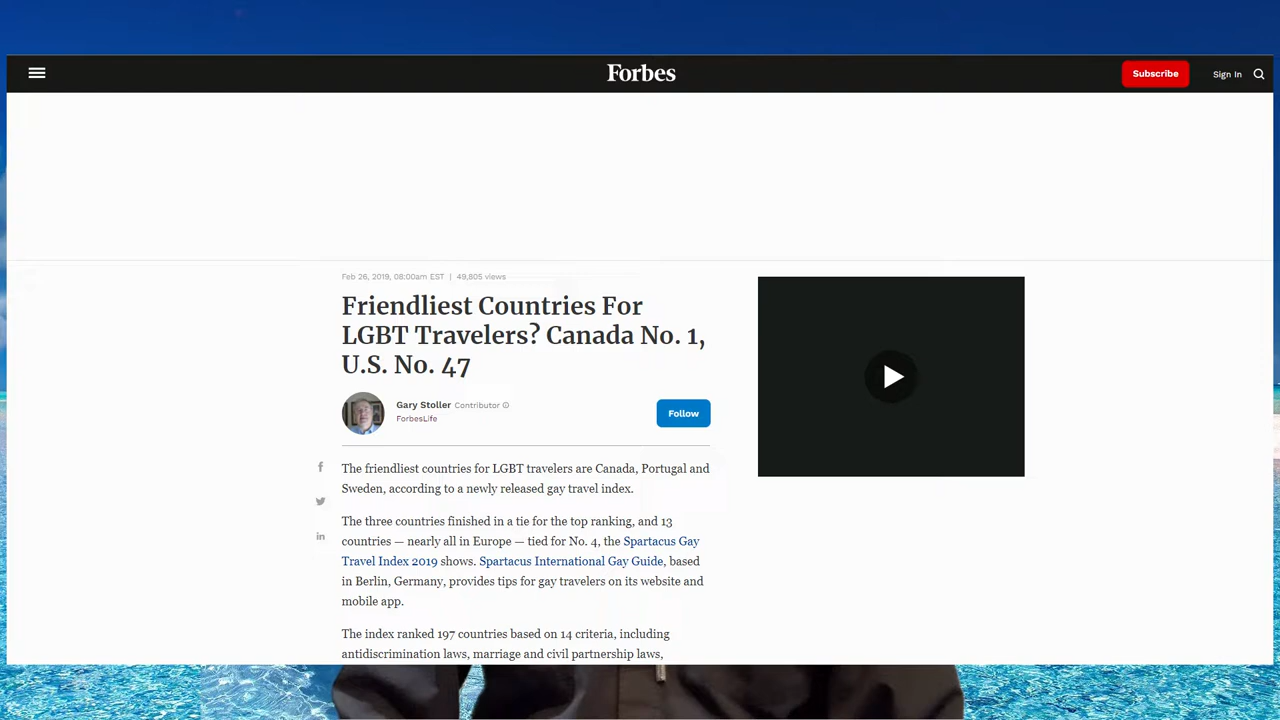 Forbes
Subscribe
Sign In
Feb 26, 2019, 08:00am EST | 49,805 views
Friendliest Countries For
LGBT Travelers? Canada No. 1,
U.S. No. 47
Gary Stoller Contributor
ForbesLife
Follow
The friendliest countries for LGBT travelers are Canada, Portugal and
Sweden, according to a newly released gay travel index.
The three countries finished in a tie for the top ranking, and 13
countries — nearly all in Europe — tied for No. 4, the Spartacus Gay
Travel Index 2019 shows. Spartacus International Gay Guide, based
in Berlin, Germany, provides tips for gay travelers on its website and
mobile app.
The index ranked 197 countries based on 14 criteria, including
antidiscrimination laws, marriage and civil partnership laws,